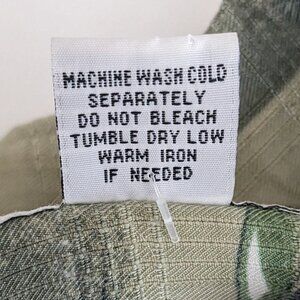 MACHINE WASH COLD
SEPARATELY
DO NOT BLEACH
TUMBLE DRY LOW
WARM IRON
IF NEEDED